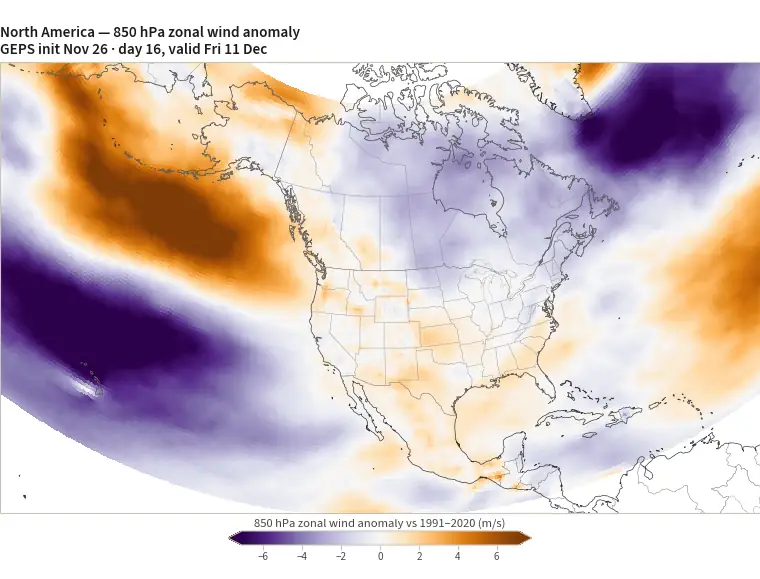 North America — 850 hPa zonal wind anomaly
GEPS init Nov 26 · day 16, valid Fri 11 Dec
850 hPa zonal wind anomaly vs 1991–2020 (m/s)
−6 −4 −2 0 2 4 6